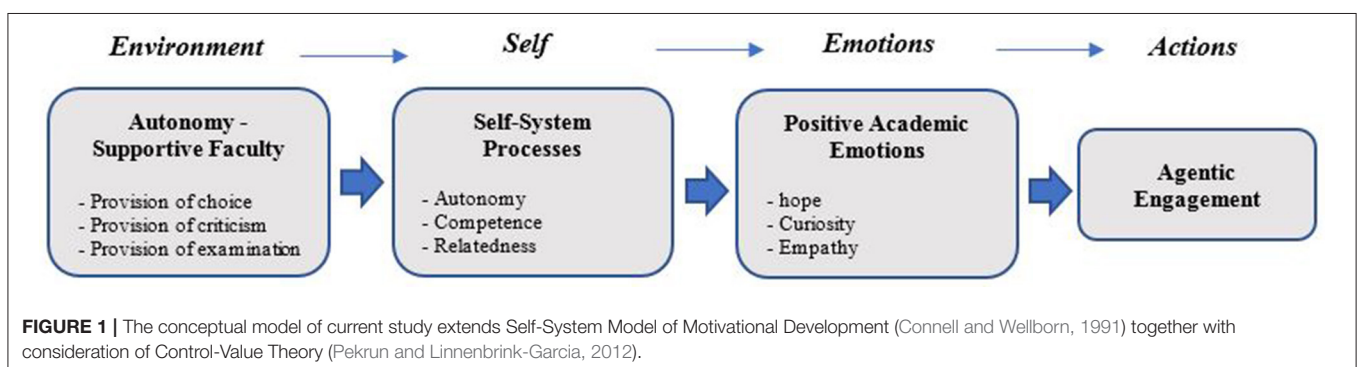 Environment
Self
Emotions
Actions
Autonomy -
Supportive Faculty
- Provision of choice
- Provision of criticism
- Provision of examination
Self-System
Processes
- Autonomy
- Competence
- Relatedness
Positive Academic
Emotions
- hope
- Curiosity
- Empathy
Agentic
Engagement
FIGURE 1 | The conceptual model of current study extends Self-System Model of Motivational Development (Connell and Wellborn, 1991) together with
consideration of Control-Value Theory (Pekrun and Linnenbrink-Garcia, 2012).